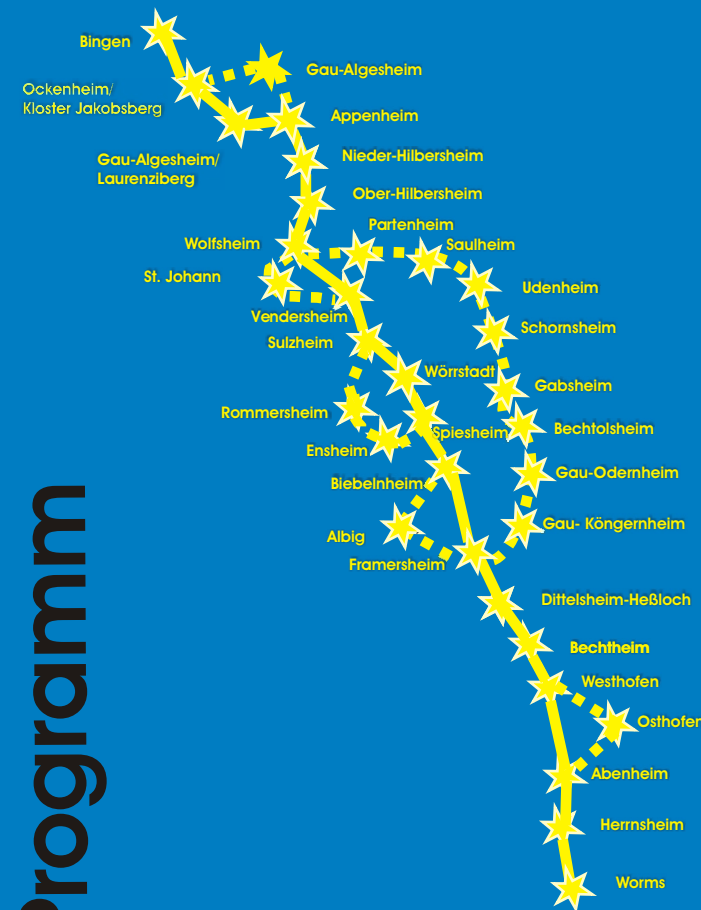 Bingen
Gau-Algesheim
Ockenheim/
Kloster Jakobsberg
Appenheim
Gau-Algesheim/
Laurenziberg
Nieder-Hilbersheim
Ober-Hilbersheim
Partenheim
Wolfsheim
Saulheim
St. Johann
Udenheim
Vendersheim
Schornsheim
Sulzheim
Wörrstadt
Gabsheim
Rommersheim
Bechtolsheim
Spiesheim
Ensheim
Gau-Odernheim
Biebelnheim
Gau- Köngernheim
Albig
Framersheim
Dittelsheim-Heßloch
Bechtheim
Westhofen
Osthofen
Abenheim
Herrnsheim
Worms
Programm